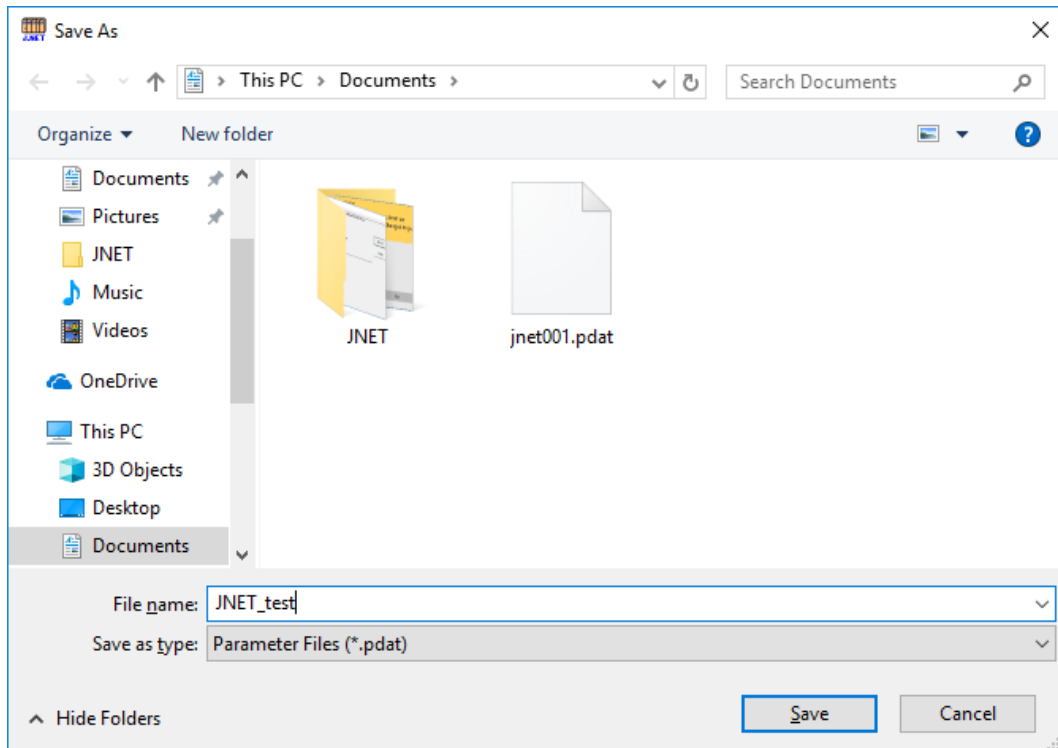 Save As
This PC > Documents >
Search Documents
Organize
New folder
Documents
Pictures
JNET
Music
Videos
OneDrive
This PC
3D Objects
Desktop
Documents
JNET
jnet001.pdat
File name: JNET_test
Save as type: Parameter Files (*.pdat)
Hide Folders
Save
Cancel